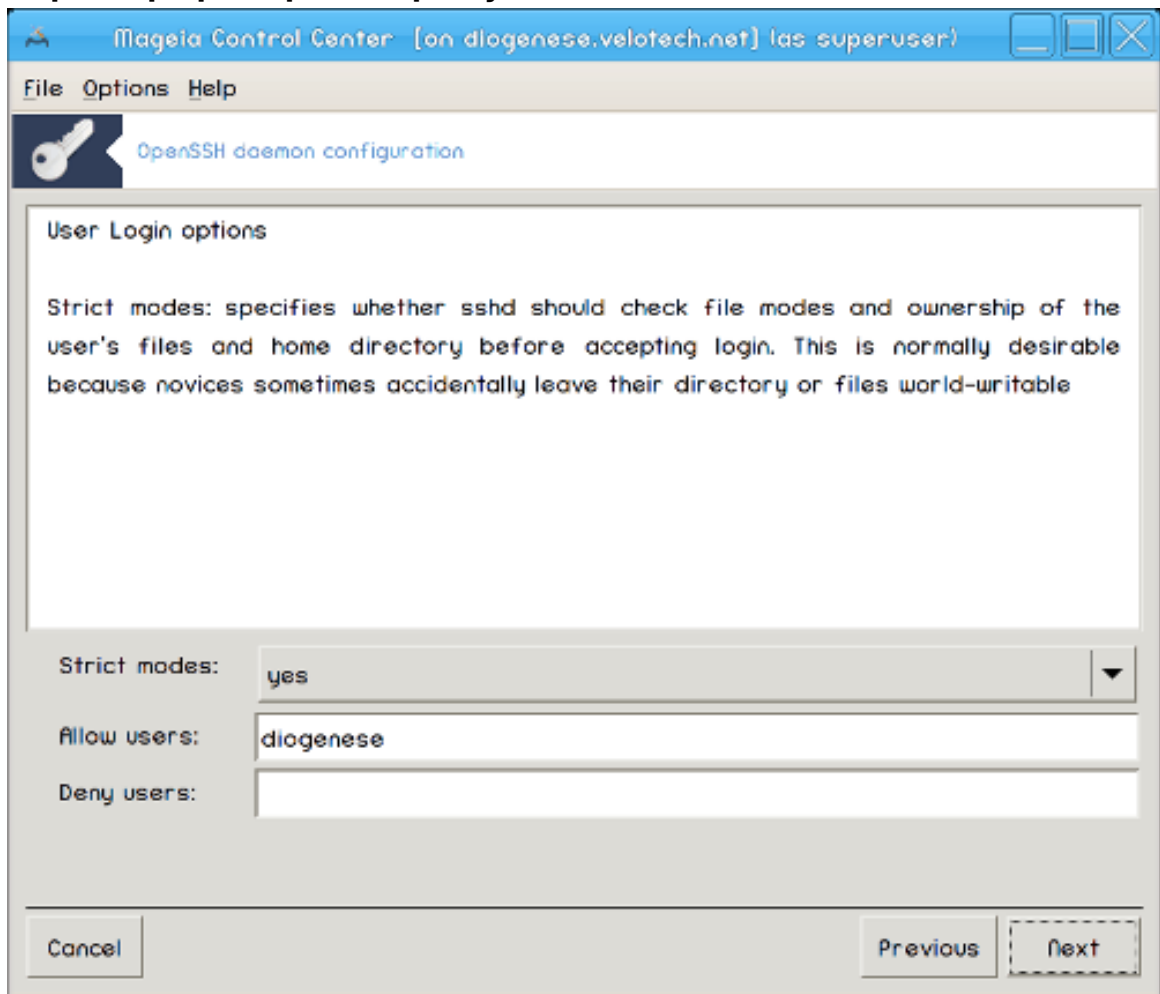 Mageia Control Center [on diogenese.velotech.net] (as superuser)
File Options Help
OpenSSH daemon configuration
User Login options
Strict modes: specifies whether sshd should check file modes and ownership of the
user's files and home directory before accepting login. This is normally desirable
because novices sometimes accidentally leave their directory or files world-writable
Strict modes:
yes
Allow users:
diogenese
Deny users:
Cancel
Previous
Next